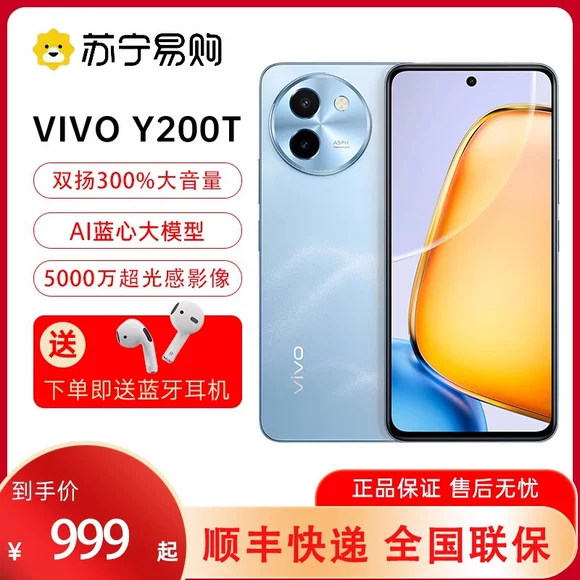 苏宁易购
VIVO Y200T
双扬300%大音量
AI蓝心大模型
5000万超光感影像
送
下单即送蓝牙耳机
ASPH
vivo
到手价
¥ 999 起
正品保证 售后无忧
顺丰快递 全国联保